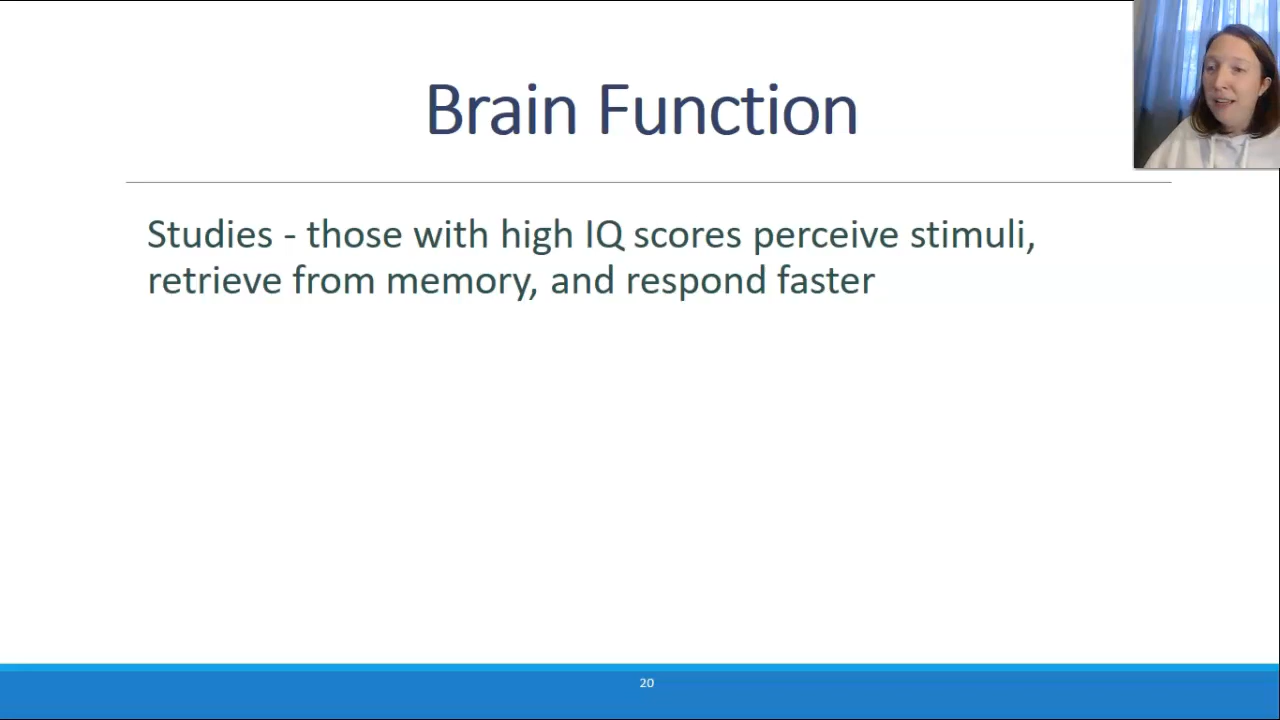 Brain Function
Studies - those with high IQ scores perceive stimuli,
retrieve from memory, and respond faster
20